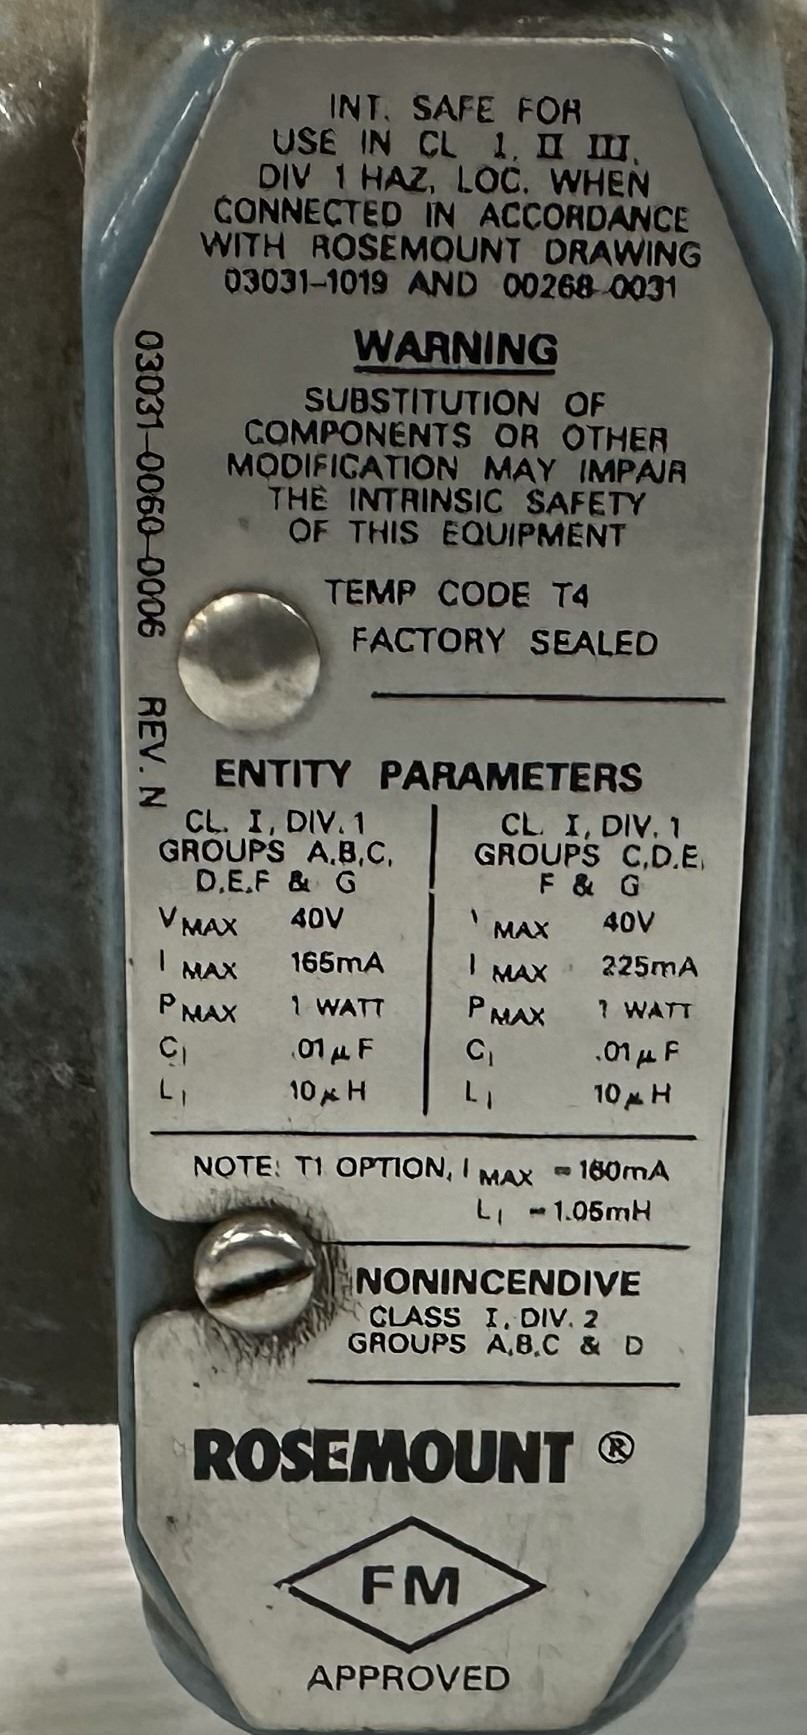 INT. SAFE FOR
USE IN CL I, II III,
DIV 1 HAZ, LOC. WHEN
CONNECTED IN ACCORDANCE
WITH ROSEMOUNT DRAWING
03031-1019 AND 00268-0031
WARNING
SUBSTITUTION OF
COMPONENTS OR OTHER
MODIFICATION MAY IMPAIR
THE INTRINSIC SAFETY
OF THIS EQUIPMENT
TEMP CODE T4
FACTORY SEALED
03031-0060-0006 REV. N
ENTITY PARAMETERS
CL. I, DIV. 1
GROUPS A,B,C,
D,E,F & G
VMAX 40V
I MAX 165mA
PMAX 1 WATT
CI .01µF
LI 10µH
CL. I, DIV. 1
GROUPS C,D,E,
F & G
MAX 40V
I MAX 225mA
PMAX 1 WATT
CI .01µF
LI 10µH
NOTE: T1 OPTION, I MAX = 160mA
LI = 1.05mH
NONINCENDIVE
CLASS I, DIV. 2
GROUPS A,B,C & D
ROSEMOUNT ®
FM
APPROVED